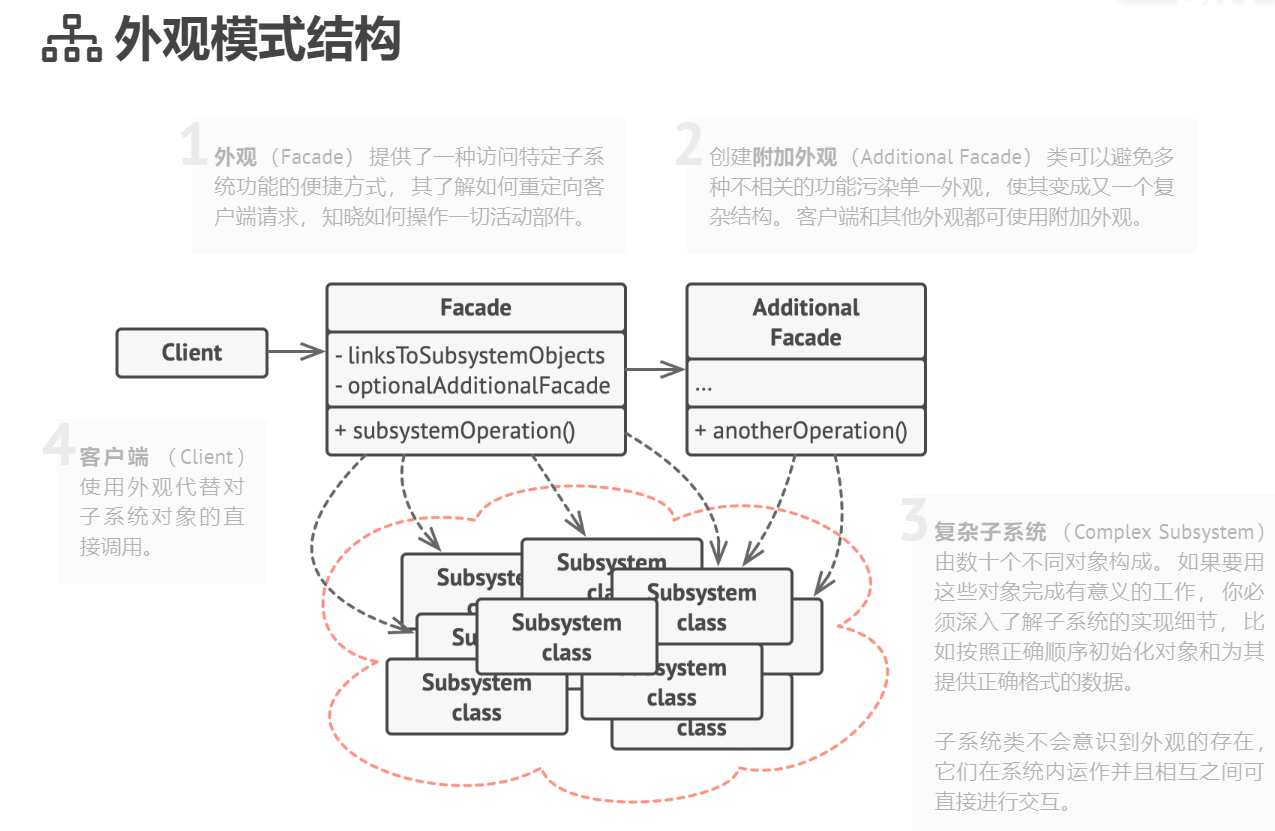 外观模式结构
1
外观 （Facade） 提供了一种访问特定子系
统功能的便捷方式， 其了解如何重定向客
户端请求， 知晓如何操作一切活动部件。
2
创建附加外观 （Additional Facade） 类可以避免多
种不相关的功能污染单一外观， 使其变成又一个复
杂结构。 客户端和其他外观都可使用附加外观。
Client
Facade
- linksToSubsystemObjects
- optionalAdditionalFacade
+ subsystemOperation()
Additional
Facade
...
+ anotherOperation()
4
客户端 （Client）
使用外观代替对
子系统对象的直
接调用。
3
复杂子系统 （Complex Subsystem）
由数十个不同对象构成。 如果要用
这些对象完成有意义的工作， 你必
须深入了解子系统的实现细节， 比
如按照正确顺序初始化对象和为其
提供正确格式的数据。
子系统类不会意识到外观的存在，
它们在系统内运作并且相互之间可
直接进行交互。
Subsystem
Subsystem
class
Subsystem
class
Subsystem
class
class
class